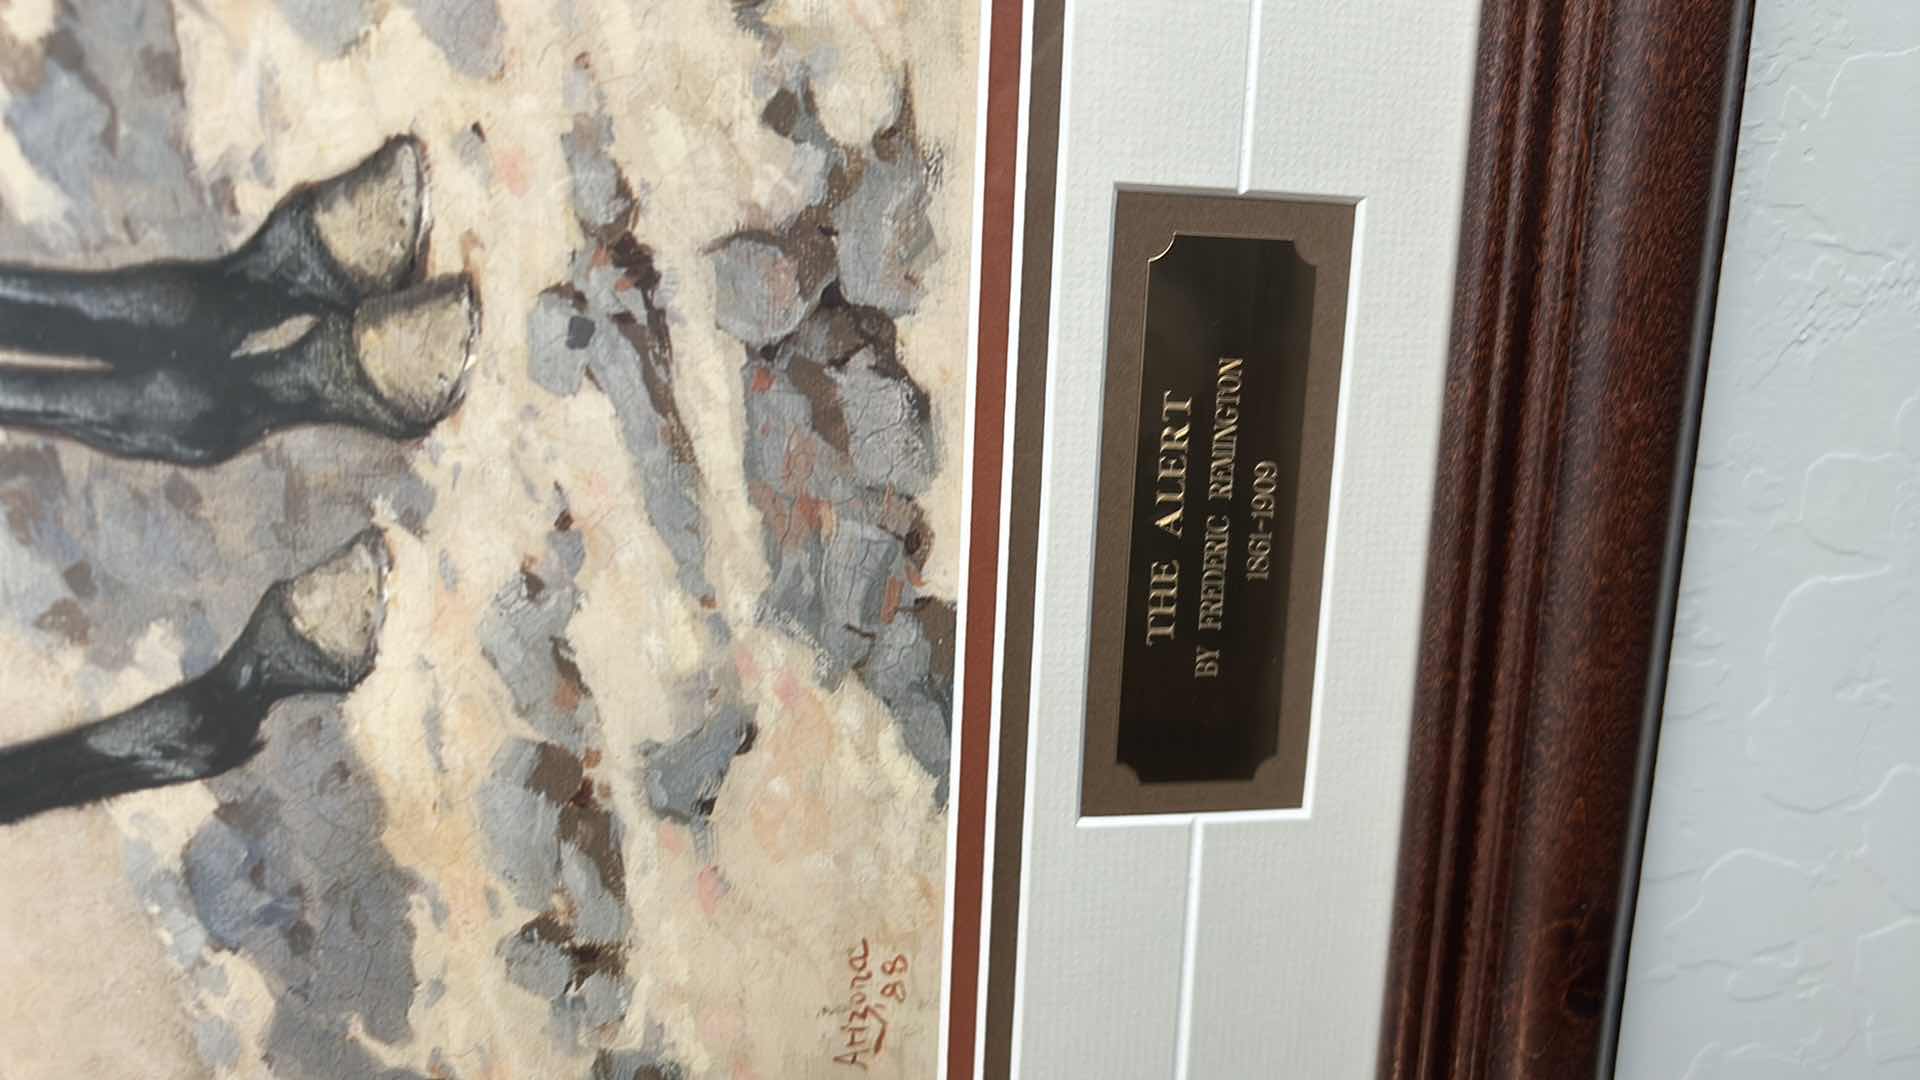 Arizona
'88
THE ALERT
BY FREDERIC REMINGTON
1861-1909